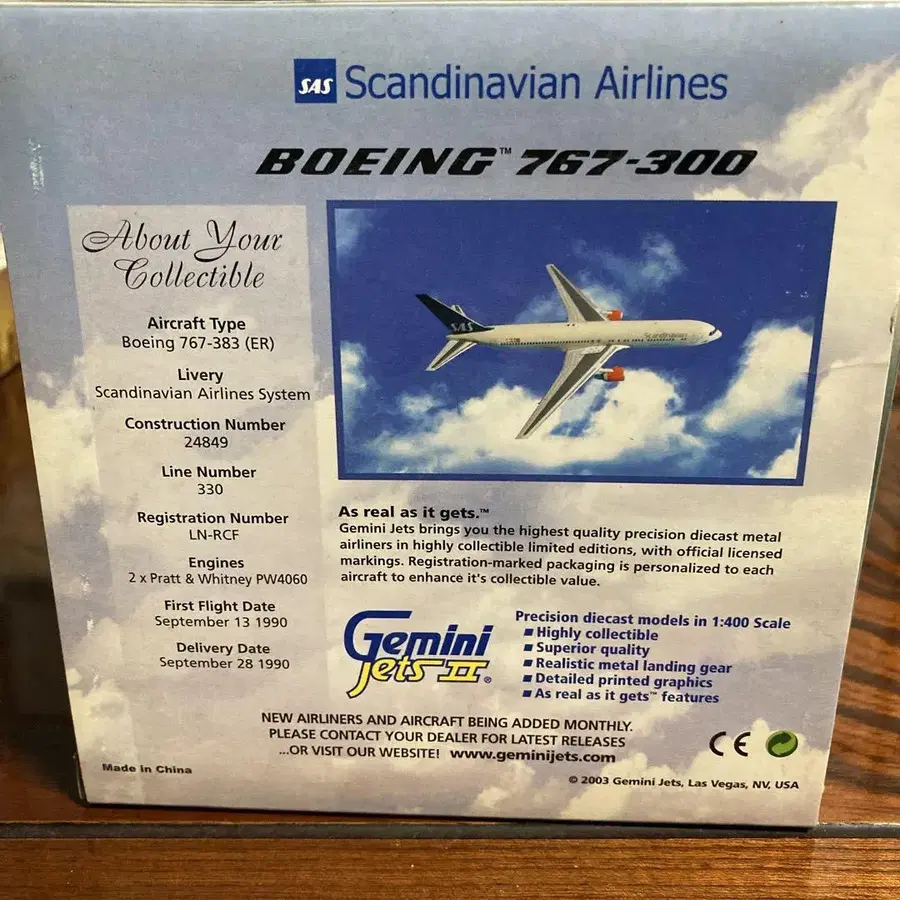 SAS Scandinavian Airlines
BOEING™ 767-300
About Your
Collectible
Aircraft Type
Boeing 767-383 (ER)
Livery
Scandinavian Airlines System
Construction Number
24849
Line Number
330
Registration Number
LN-RCF
Engines
2 x Pratt & Whitney PW4060
First Flight Date
September 13 1990
Delivery Date
September 28 1990
SAS
Scandinavian
As real as it gets.™
Gemini Jets brings you the highest quality precision diecast metal
airliners in highly collectible limited editions, with official licensed
markings. Registration-marked packaging is personalized to each
aircraft to enhance it's collectible value.
Gemini
Jets II®
Precision diecast models in 1:400 Scale
■ Highly collectible
■ Superior quality
■ Realistic metal landing gear
■ Detailed printed graphics
■ As real as it gets™ features
NEW AIRLINERS AND AIRCRAFT BEING ADDED MONTHLY.
PLEASE CONTACT YOUR DEALER FOR LATEST RELEASES
...OR VISIT OUR WEBSITE! www.geminijets.com
CE
Made in China
© 2003 Gemini Jets, Las Vegas, NV, USA